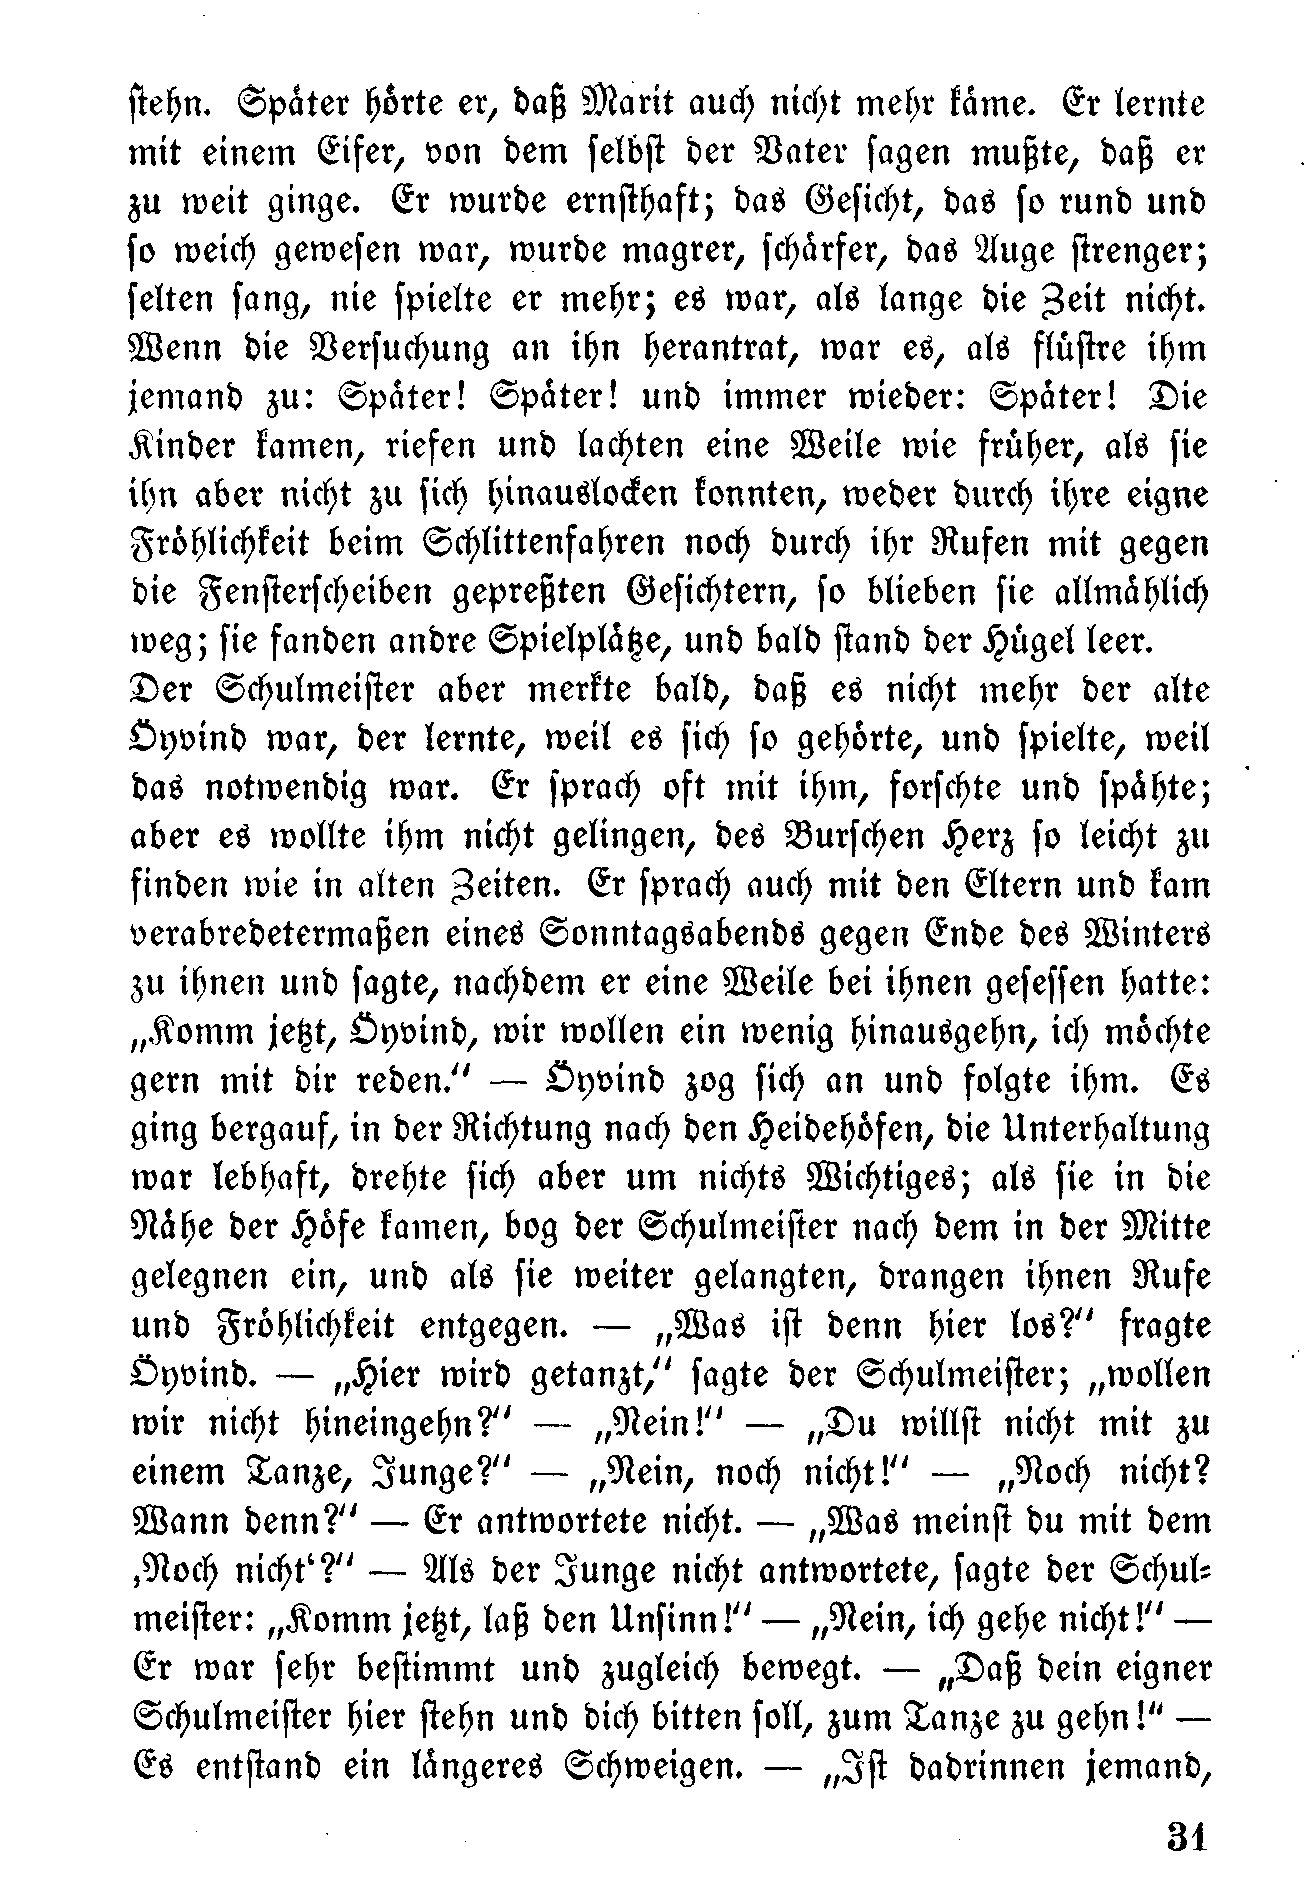 stehn. Später hörte er, daß Marit auch nicht mehr käme. Er lernte
mit einem Eifer, von dem selbst der Vater sagen mußte, daß er
zu weit ginge. Er wurde ernsthaft; das Gesicht, das so rund und
so weich gewesen war, wurde magrer, schärfer, das Auge strenger;
selten sang, nie spielte er mehr; es war, als lange die Zeit nicht.
Wenn die Versuchung an ihn herantrat, war es, als flüstre ihm
jemand zu: Später! Später! und immer wieder: Später! Die
Kinder kamen, riefen und lachten eine Weile wie früher, als sie
ihn aber nicht zu sich hinauslocken konnten, weder durch ihre eigne
Fröhlichkeit beim Schlittenfahren noch durch ihr Rufen mit gegen
die Fensterscheiben gepreßten Gesichtern, so blieben sie allmählich
weg; sie fanden andre Spielplätze, und bald stand der Hügel leer.
Der Schulmeister aber merkte bald, daß es nicht mehr der alte
Öyvind war, der lernte, weil es sich so gehörte, und spielte, weil
das notwendig war. Er sprach oft mit ihm, forschte und spähte;
aber es wollte ihm nicht gelingen, des Burschen Herz so leicht zu
finden wie in alten Zeiten. Er sprach auch mit den Eltern und kam
verabredetermaßen eines Sonntagsabends gegen Ende des Winters
zu ihnen und sagte, nachdem er eine Weile bei ihnen gesessen hatte:
„Komm jetzt, Öyvind, wir wollen ein wenig hinausgehn, ich möchte
gern mit dir reden.“ — Öyvind zog sich an und folgte ihm. Es
ging bergauf, in der Richtung nach den Heidehöfen, die Unterhaltung
war lebhaft, drehte sich aber um nichts Wichtiges; als sie in die
Nähe der Höfe kamen, bog der Schulmeister nach dem in der Mitte
gelegnen ein, und als sie weiter gelangten, drangen ihnen Rufe
und Fröhlichkeit entgegen. — „Was ist denn hier los?“ fragte
Öyvind. — „Hier wird getanzt,“ sagte der Schulmeister; „wollen
wir nicht hineingehn?“ — „Nein!“ — „Du willst nicht mit zu
einem Tanze, Junge?“ — „Nein, noch nicht!“ — „Noch nicht?
Wann denn?“ — Er antwortete nicht. — „Was meinst du mit dem
‚Noch nicht‘?“ — Als der Junge nicht antwortete, sagte der Schul-
meister: „Komm jetzt, laß den Unsinn!“ — „Nein, ich gehe nicht!“ —
Er war sehr bestimmt und zugleich bewegt. — „Daß dein eigner
Schulmeister hier stehn und dich bitten soll, zum Tanze zu gehn!“ —
Es entstand ein längeres Schweigen. — „Ist dadrinnen jemand,
31